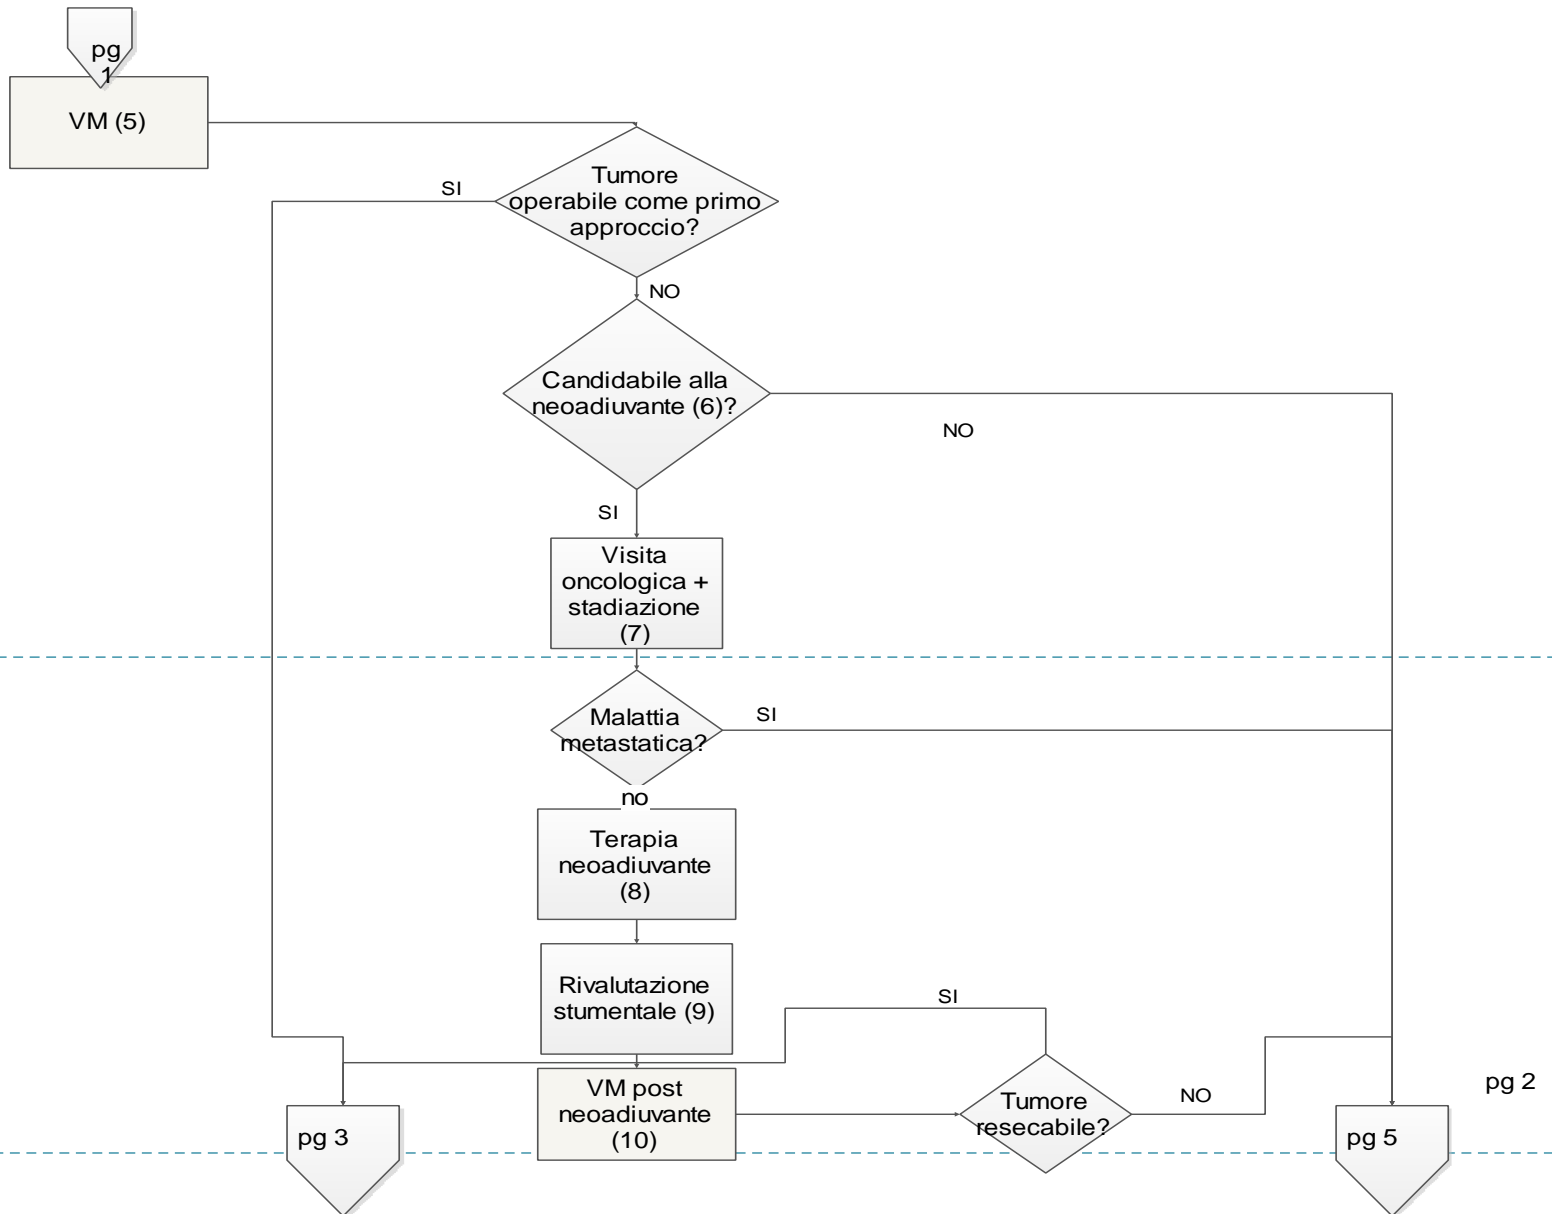 pg
1
VM (5)
Tumore
operabile come primo
approccio?
SI
NO
Candidabile alla
neoadiuvante (6)?
NO
SI
Visita
oncologica +
stadiazione
(7)
Malattia
metastatica?
SI
no
Terapia
neoadiuvante
(8)
Rivalutazione
stumentale (9)
SI
VM post
neoadiuvante
(10)
Tumore
resecabile?
NO
pg 2
pg 3
pg 5